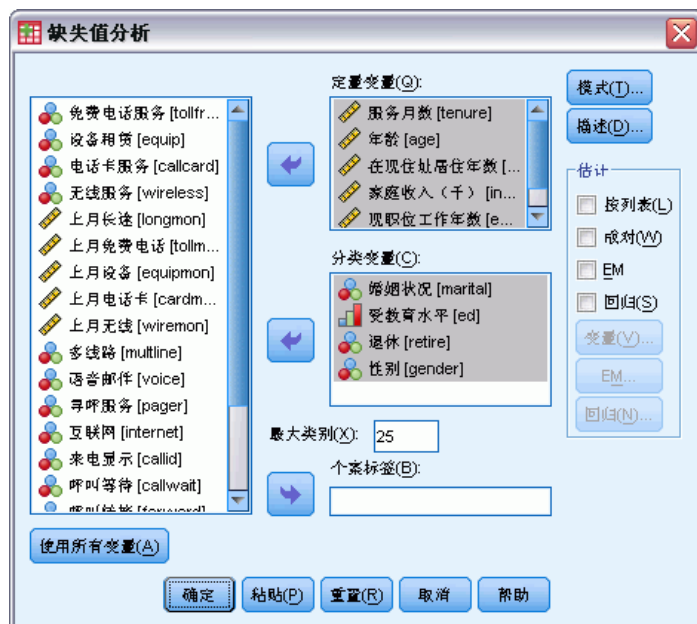 缺失值分析
免费电话服务 [tollfr...
设备租赁 [equip]
电话卡服务 [callcard]
无线服务 [wireless]
上月长途 [longmon]
上月免费电话 [tollm...
上月设备 [equipmon]
上月电话卡 [cardm...
上月无线 [wiremon]
多线路 [multline]
语音邮件 [voice]
寻呼服务 [pager]
互联网 [internet]
来电显示 [callid]
呼叫等待 [callwait]
呼叫转移 [forward]
使用所有变量(A)
定量变量(Q):
服务月数 [tenure]
年龄 [age]
在现住址居住年数 [...
家庭收入（千） [in...
现职位工作年数 [e...
分类变量(C):
婚姻状况 [marital]
受教育水平 [ed]
退休 [retire]
性别 [gender]
最大类别(X): 25
个案标签(B):
模式(T)...
描述(D)...
估计
按列表(L)
成对(W)
EM
回归(S)
变量(V)...
EM...
回归(N)...
确定
粘贴(P)
重置(R)
取消
帮助